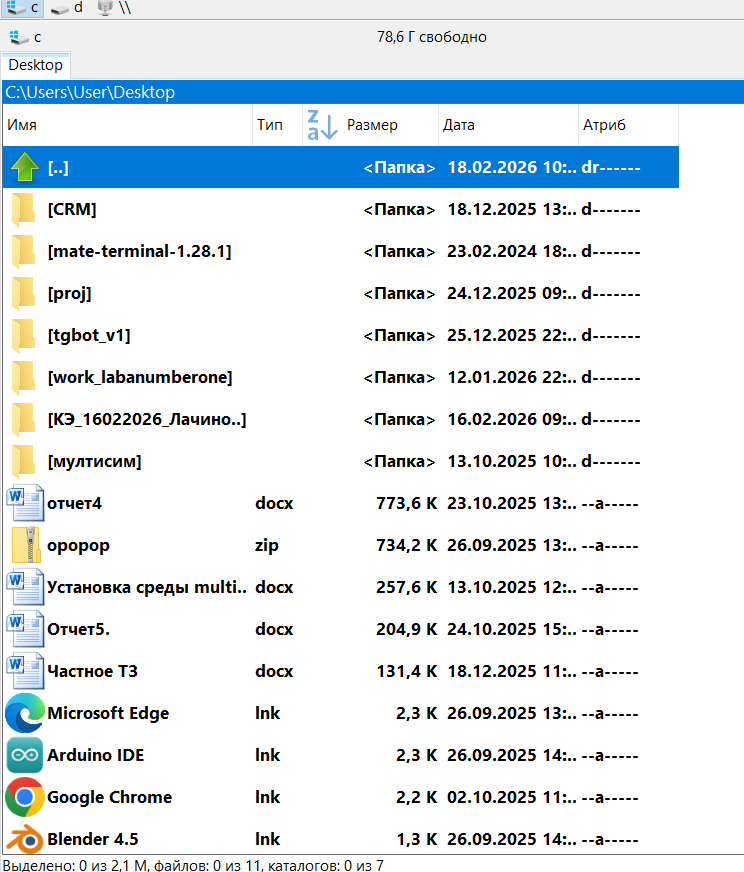 c d \\
c 78,6 Г свободно
Desktop
C:\Users\User\Desktop
Имя Тип Размер Дата Атриб
[..] <Папка> 18.02.2026 10:.. dr------
[CRM] <Папка> 18.12.2025 13:.. d-------
[mate-terminal-1.28.1] <Папка> 23.02.2024 18:.. d-------
[proj] <Папка> 24.12.2025 09:.. d-------
[tgbot_v1] <Папка> 25.12.2025 22:.. d-------
[work_labanumberone] <Папка> 12.01.2026 22:.. d-------
[КЭ_16022026_Лачино..] <Папка> 16.02.2026 09:.. d-------
[мултисим] <Папка> 13.10.2025 10:.. d-------
отчет4 docx 773,6 K 23.10.2025 13:.. --a-----
оророр zip 734,2 K 26.09.2025 13:.. --a-----
Установка среды multi.. docx 257,6 K 13.10.2025 12:.. --a-----
Отчет5. docx 204,9 K 24.10.2025 15:.. --a-----
Частное ТЗ docx 131,4 K 18.12.2025 11:.. --a-----
Microsoft Edge lnk 2,3 K 26.09.2025 13:.. --a-----
Arduino IDE lnk 2,3 K 26.09.2025 14:.. --a-----
Google Chrome lnk 2,2 K 02.10.2025 11:.. --a-----
Blender 4.5 lnk 1,3 K 26.09.2025 14:.. --a-----
Выделено: 0 из 2,1 М, файлов: 0 из 11, каталогов: 0 из 7